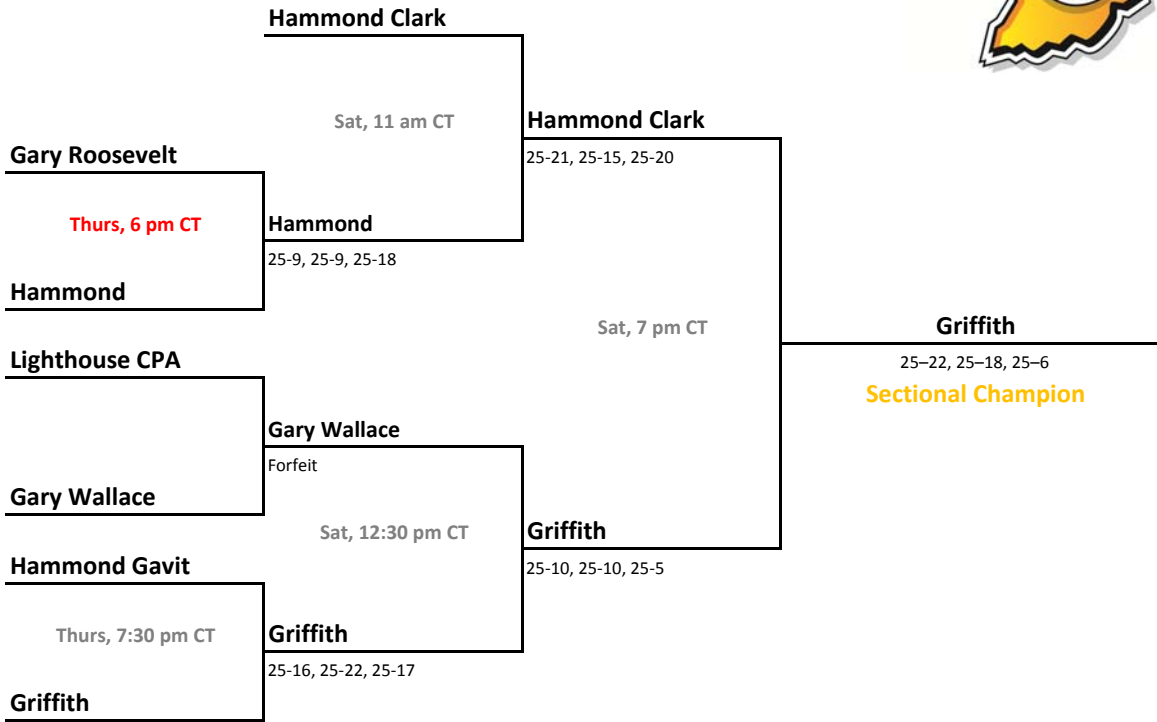 Hammond Clark
Sat, 11 am CT
Hammond Clark
Gary Roosevelt
25-21, 25-15, 25-20
Thurs, 6 pm CT
Hammond
25-9, 25-9, 25-18
Hammond
Sat, 7 pm CT
Griffith
Lighthouse CPA
25–22, 25–18, 25–6
Sectional Champion
Gary Wallace
Forfeit
Gary Wallace
Sat, 12:30 pm CT
Griffith
Hammond Gavit
25-10, 25-10, 25-5
Thurs, 7:30 pm CT
Griffith
25-16, 25-22, 25-17
Griffith